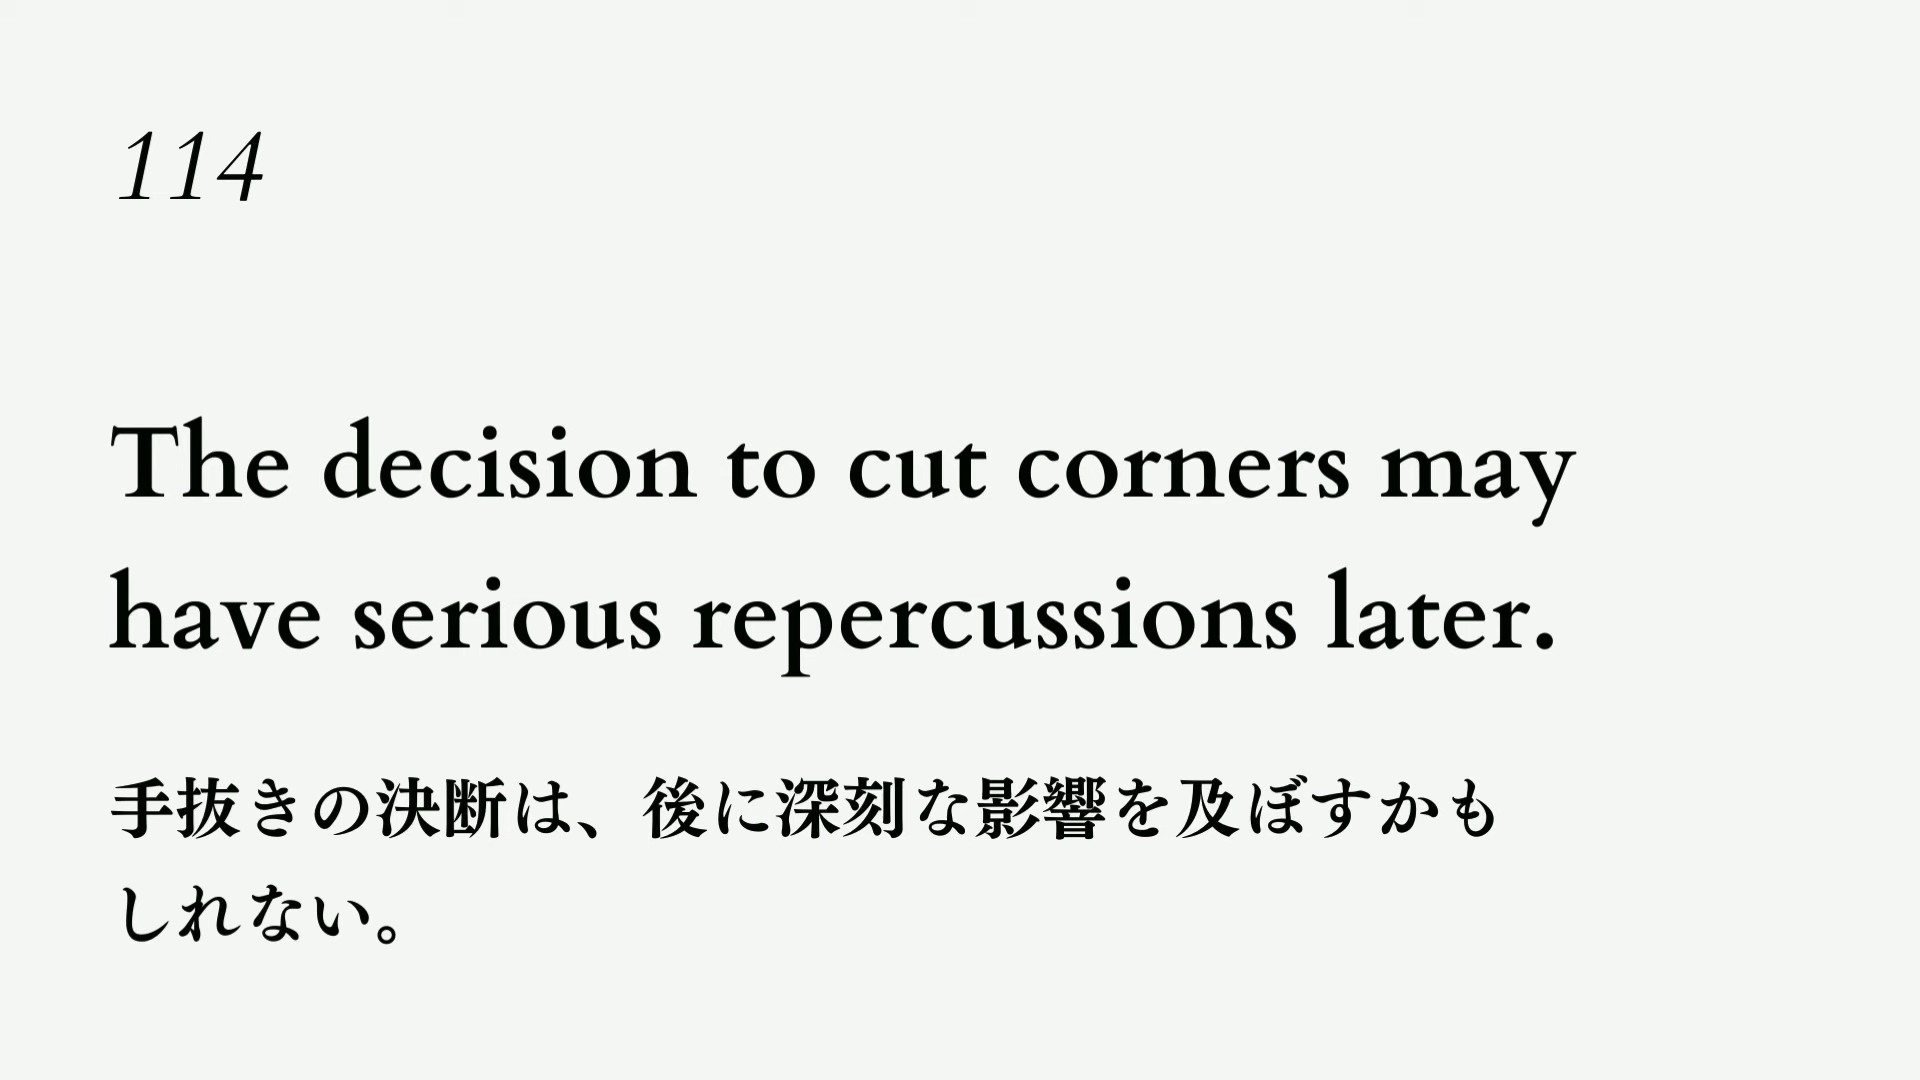 114
The decision to cut corners may
have serious repercussions later.
手抜きの決断は、後に深刻な影響を及ぼすかも
しれない。